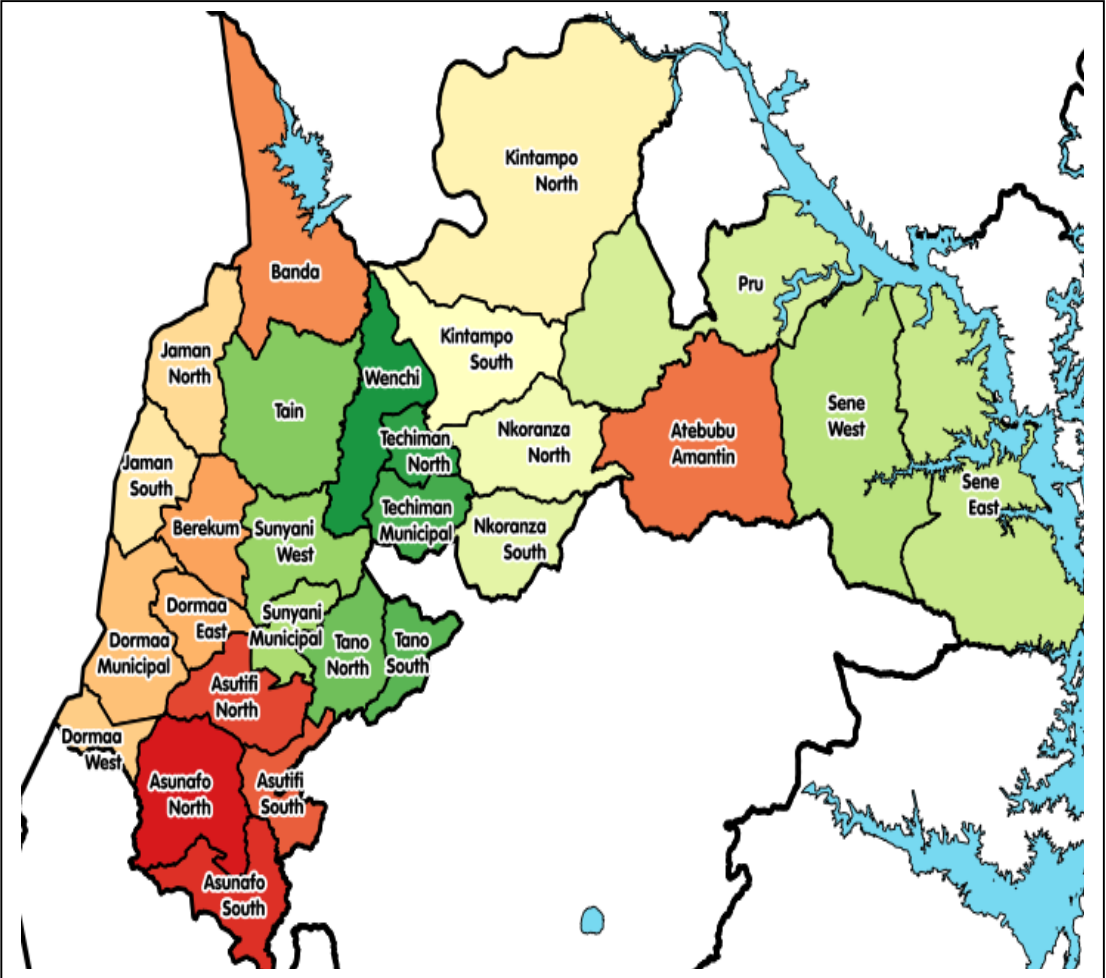 Kintampo
North
Banda
Pru
Kintampo
South
Jaman
North
Wenchi
Tain
Sene
West
Nkoranza
North
Atebubu
Amantin
Techiman
North
Jaman
South
Sene
East
Techiman
Municipal
Berekum
Sunyani
West
Nkoranza
South
Dormaa
East
Sunyani
Municipal
Dormaa
Municipal
Tano
North
Tano
South
Asutifi
North
Dormaa
West
Asunafo
North
Asutifi
South
Asunafo
South